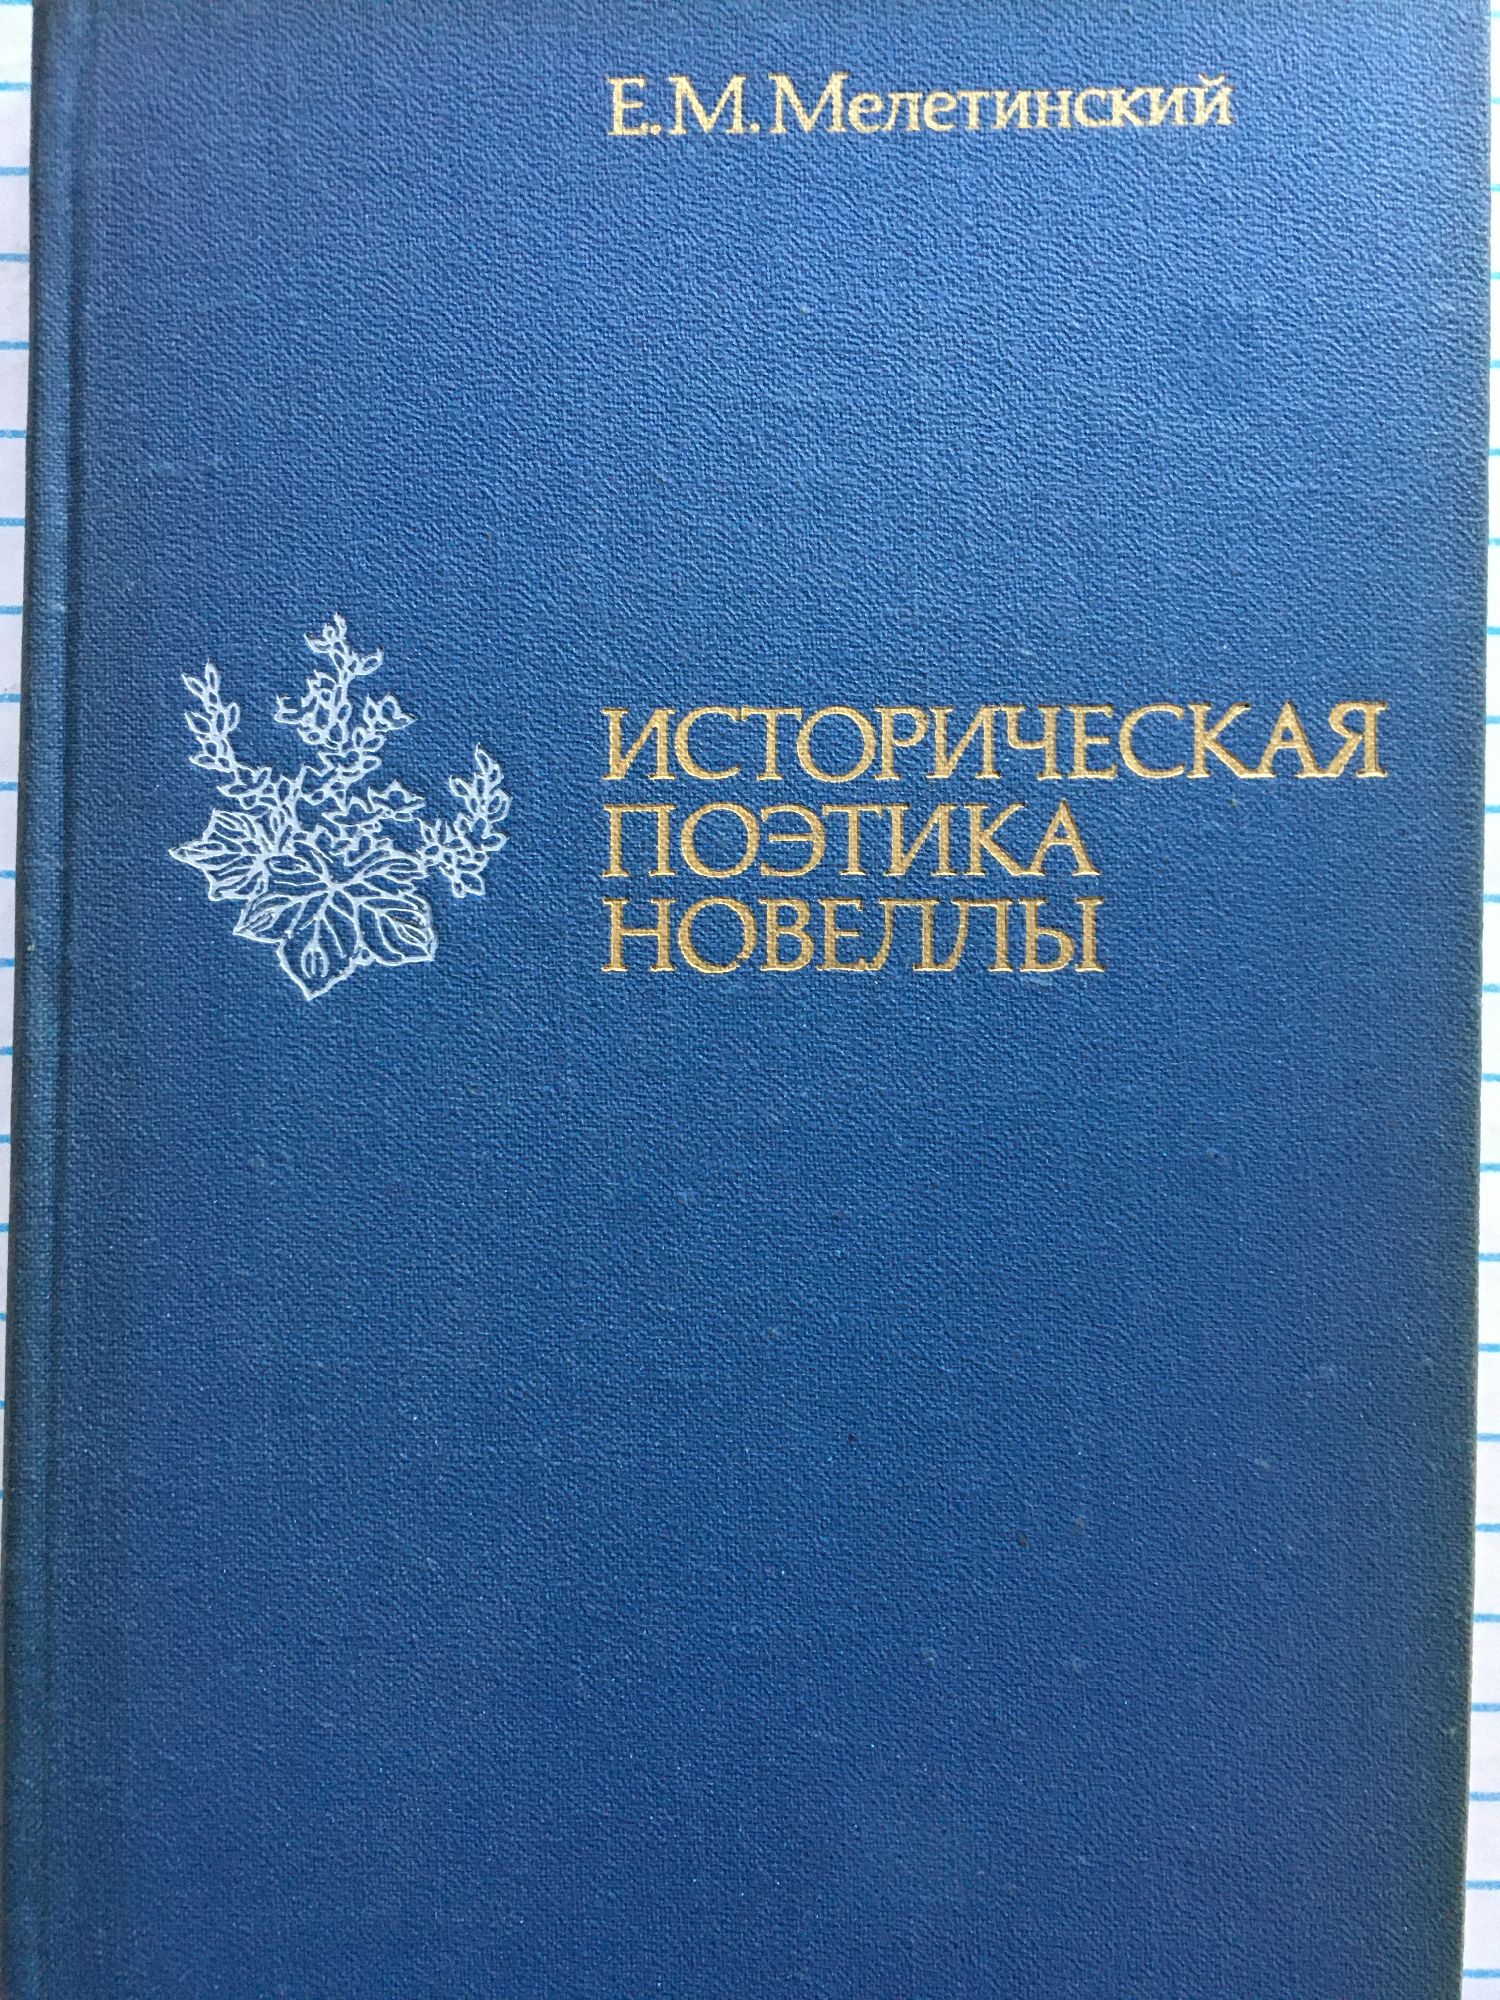 Е.М.Мелетинский
ИСТОРИЧЕСКАЯ
ПОЭТИКА
НОВЕЛЛЫ